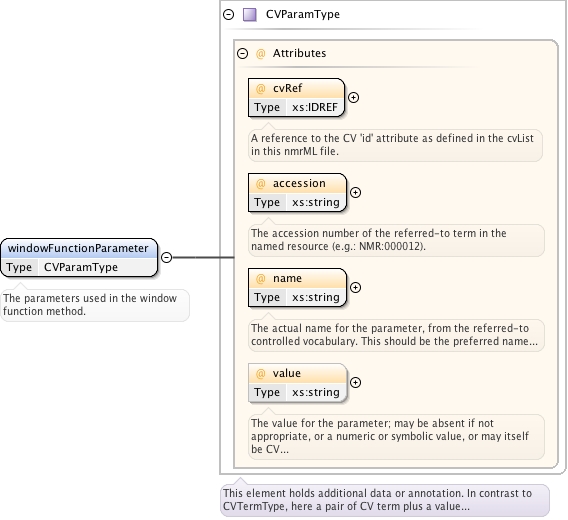 CVParamType
@ Attributes
@ cvRef
Type xs:IDREF
A reference to the CV 'id' attribute as defined in the cvList
in this nmrML file.
@ accession
Type xs:string
The accession number of the referred-to term in the
named resource (e.g.: NMR:000012).
windowFunctionParameter
Type CVParamType
The parameters used in the window
function method.
@ name
Type xs:string
The actual name for the parameter, from the referred-to
controlled vocabulary. This should be the preferred name...
@ value
Type xs:string
The value for the parameter; may be absent if not
appropriate, or a numeric or symbolic value, or may itself
be CV...
This element holds additional data or annotation. In contrast to
CVTermType, here a pair of CV term plus a value...